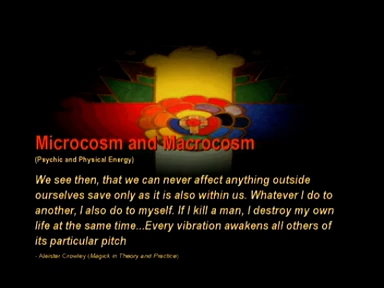 Microcosm and Macrocosm
(Psychic and Physical Energy)
We see then, that we can never affect anything outside
ourselves save only as it is also within us. Whatever I do to
another, I also do to myself. If I kill a man, I destroy my own
life at the same time...Every vibration awakens all others of
its particular pitch
- Alaister Crowley (Magick in Theory and Practice)